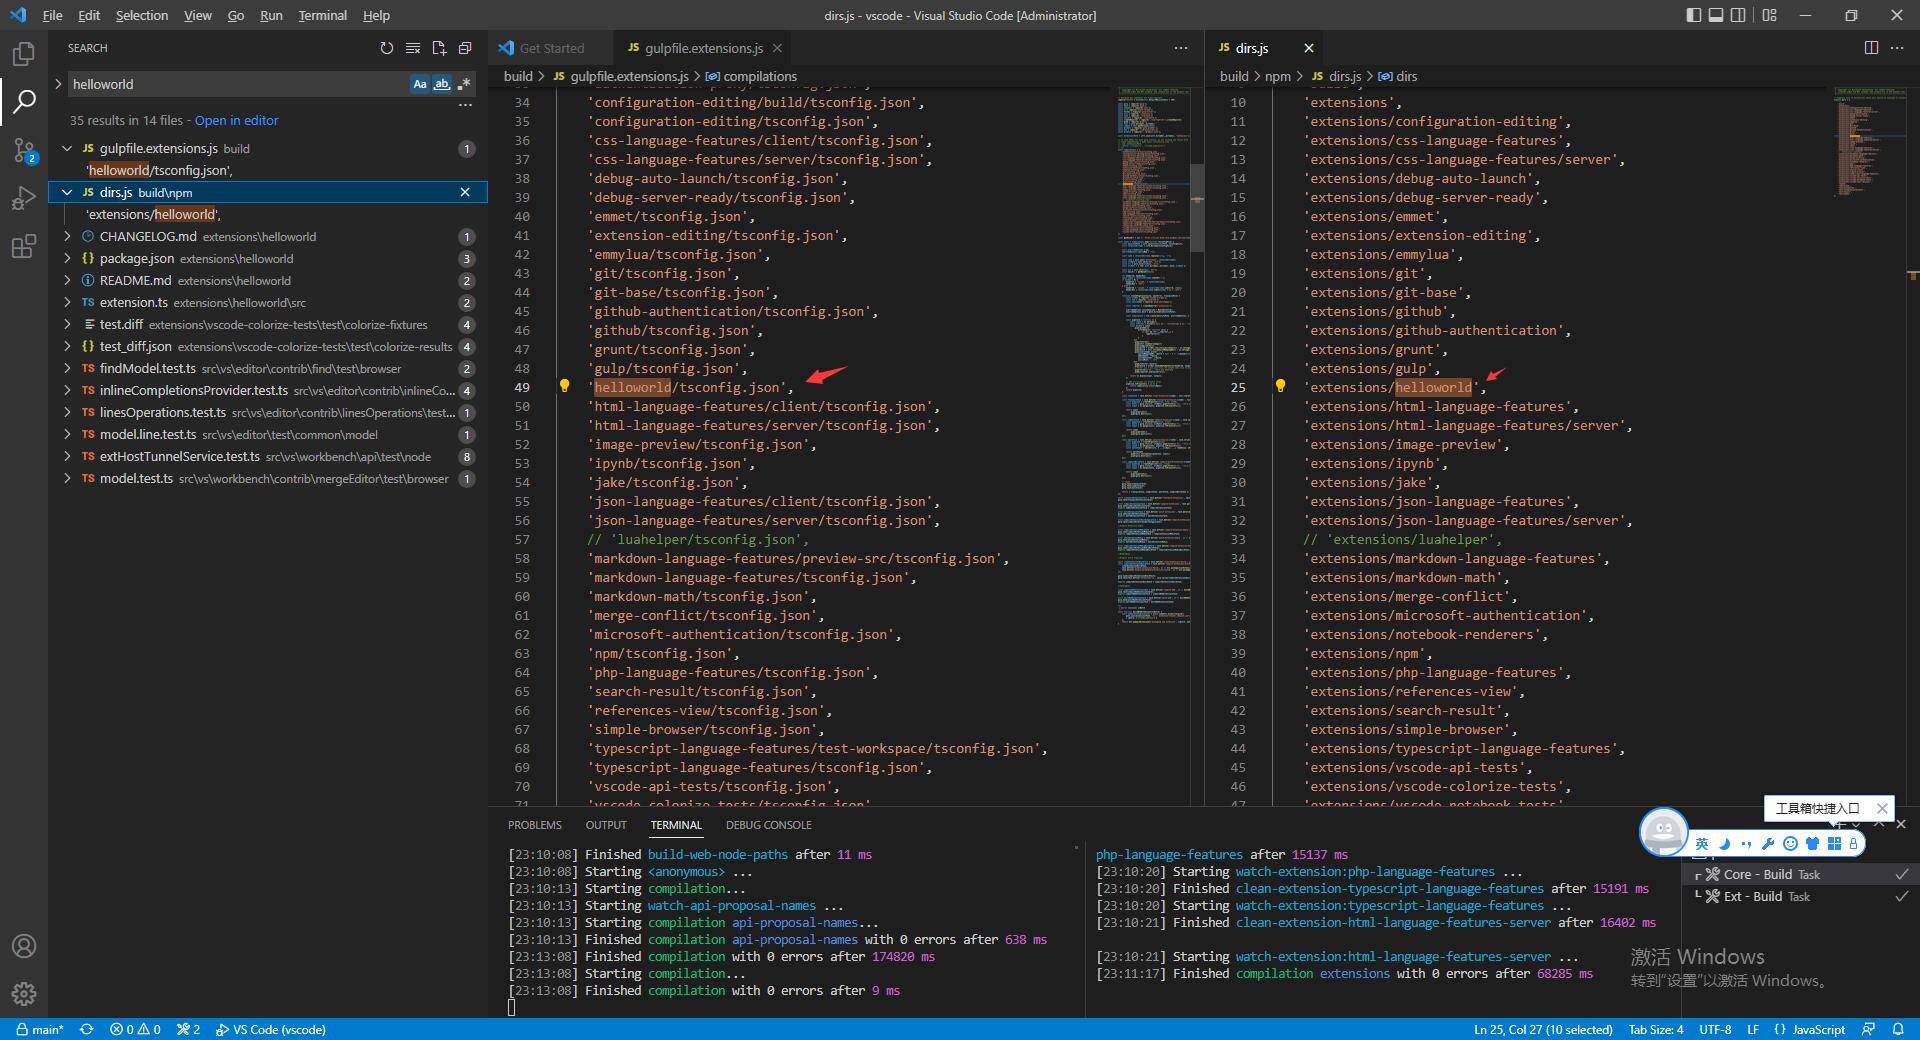 File Edit Selection View Go Run Terminal Help
dirs.js - vscode - Visual Studio Code [Administrator]
SEARCH
helloworld
Aa ab .*
35 results in 14 files - Open in editor
JS gulpfile.extensions.js build 1
'helloworld/tsconfig.json',
JS dirs.js build\npm
'extensions/helloworld',
CHANGELOG.md extensions\helloworld 1
{} package.json extensions\helloworld 3
README.md extensions\helloworld 2
TS extension.ts extensions\helloworld\src 2
test.diff extensions\vscode-colorize-tests\test\colorize-fixtures 4
{} test_diff.json extensions\vscode-colorize-tests\test\colorize-results 4
TS findModel.test.ts src\vs\editor\contrib\find\test\browser 2
TS inlineCompletionsProvider.test.ts src\vs\editor\contrib\inlineCo... 4
TS linesOperations.test.ts src\vs\editor\contrib\linesOperations\test... 1
TS model.line.test.ts src\vs\editor\test\common\model 1
TS extHostTunnelService.test.ts src\vs\workbench\api\test\node 8
TS model.test.ts src\vs\workbench\contrib\mergeEditor\test\browser 1
2
Get Started
JS gulpfile.extensions.js
build > JS gulpfile.extensions.js > compilations
34 'configuration-editing/build/tsconfig.json',
35 'configuration-editing/tsconfig.json',
36 'css-language-features/client/tsconfig.json',
37 'css-language-features/server/tsconfig.json',
38 'debug-auto-launch/tsconfig.json',
39 'debug-server-ready/tsconfig.json',
40 'emmet/tsconfig.json',
41 'extension-editing/tsconfig.json',
42 'emmylua/tsconfig.json',
43 'git/tsconfig.json',
44 'git-base/tsconfig.json',
45 'github-authentication/tsconfig.json',
46 'github/tsconfig.json',
47 'grunt/tsconfig.json',
48 'gulp/tsconfig.json',
49 'helloworld/tsconfig.json',
50 'html-language-features/client/tsconfig.json',
51 'html-language-features/server/tsconfig.json',
52 'image-preview/tsconfig.json',
53 'ipynb/tsconfig.json',
54 'jake/tsconfig.json',
55 'json-language-features/client/tsconfig.json',
56 'json-language-features/server/tsconfig.json',
57 // 'luahelper/tsconfig.json',
58 'markdown-language-features/preview-src/tsconfig.json',
59 'markdown-language-features/tsconfig.json',
60 'markdown-math/tsconfig.json',
61 'merge-conflict/tsconfig.json',
62 'microsoft-authentication/tsconfig.json',
63 'npm/tsconfig.json',
64 'php-language-features/tsconfig.json',
65 'search-result/tsconfig.json',
66 'references-view/tsconfig.json',
67 'simple-browser/tsconfig.json',
68 'typescript-language-features/test-workspace/tsconfig.json',
69 'typescript-language-features/tsconfig.json',
70 'vscode-api-tests/tsconfig.json',
71 'vscode-colorize-tests/tsconfig.json',
JS dirs.js
build > npm > JS dirs.js > dirs
10 'extensions',
11 'extensions/configuration-editing',
12 'extensions/css-language-features',
13 'extensions/css-language-features/server',
14 'extensions/debug-auto-launch',
15 'extensions/debug-server-ready',
16 'extensions/emmet',
17 'extensions/extension-editing',
18 'extensions/emmylua',
19 'extensions/git',
20 'extensions/git-base',
21 'extensions/github',
22 'extensions/github-authentication',
23 'extensions/grunt',
24 'extensions/gulp',
25 'extensions/helloworld',
26 'extensions/html-language-features',
27 'extensions/html-language-features/server',
28 'extensions/image-preview',
29 'extensions/ipynb',
30 'extensions/jake',
31 'extensions/json-language-features',
32 'extensions/json-language-features/server',
33 // 'extensions/luahelper',
34 'extensions/markdown-language-features',
35 'extensions/markdown-math',
36 'extensions/merge-conflict',
37 'extensions/microsoft-authentication',
38 'extensions/notebook-renderers',
39 'extensions/npm',
40 'extensions/php-language-features',
41 'extensions/references-view',
42 'extensions/search-result',
43 'extensions/simple-browser',
44 'extensions/typescript-language-features',
45 'extensions/vscode-api-tests',
46 'extensions/vscode-colorize-tests',
47 'extensions/vscode-notebook-tests',
PROBLEMS OUTPUT TERMINAL DEBUG CONSOLE
[23:10:08] Finished build-web-node-paths after 11 ms
[23:10:08] Starting <anonymous> ...
[23:10:13] Starting compilation...
[23:10:13] Starting watch-api-proposal-names ...
[23:10:13] Starting compilation api-proposal-names...
[23:10:13] Finished compilation api-proposal-names with 0 errors after 638 ms
[23:13:08] Finished compilation with 0 errors after 174820 ms
[23:13:08] Starting compilation...
[23:13:08] Finished compilation with 0 errors after 9 ms
php-language-features after 15137 ms
[23:10:20] Starting watch-extension:php-language-features ...
[23:10:20] Finished clean-extension-typescript-language-features after 15191 ms
[23:10:20] Starting watch-extension:typescript-language-features ...
[23:10:21] Finished clean-extension-html-language-features-server after 16402 ms
[23:10:21] Starting watch-extension:html-language-features-server ...
[23:11:17] Finished compilation extensions with 0 errors after 68285 ms
工具箱快捷入口
英
Core - Build Task
Ext - Build Task
激活 Windows
转到"设置"以激活 Windows。
main* 0 0 2 VS Code (vscode)
Ln 25, Col 27 (10 selected) Tab Size: 4 UTF-8 LF {} JavaScript